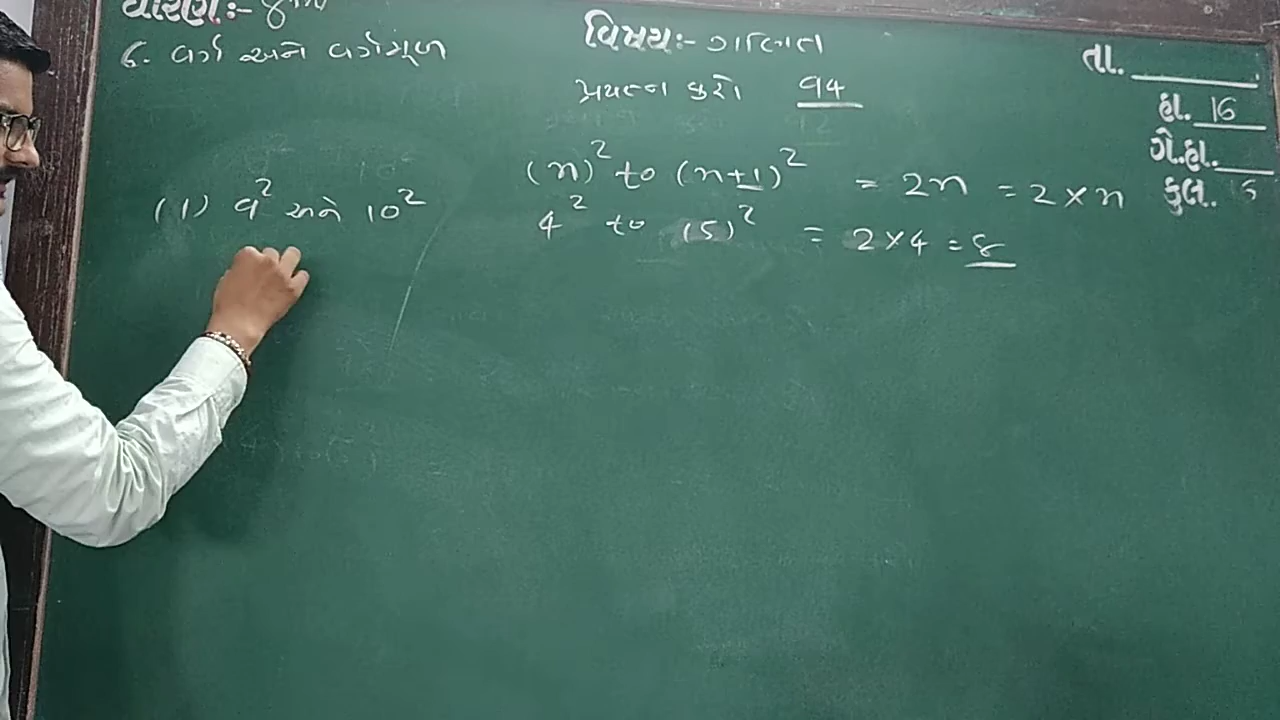 ધોરણ:-
વિષય:- ગણિત
તા.
6. વર્ગ અને વર્ગમૂળ
પ્રયત્ન કરો 94
હા. 16
ગે.હા.
કુલ.
(n)² to (n+1)² = 2n = 2×n
(1) 9² અને 10²
4² to (5)² = 2×4 = 8